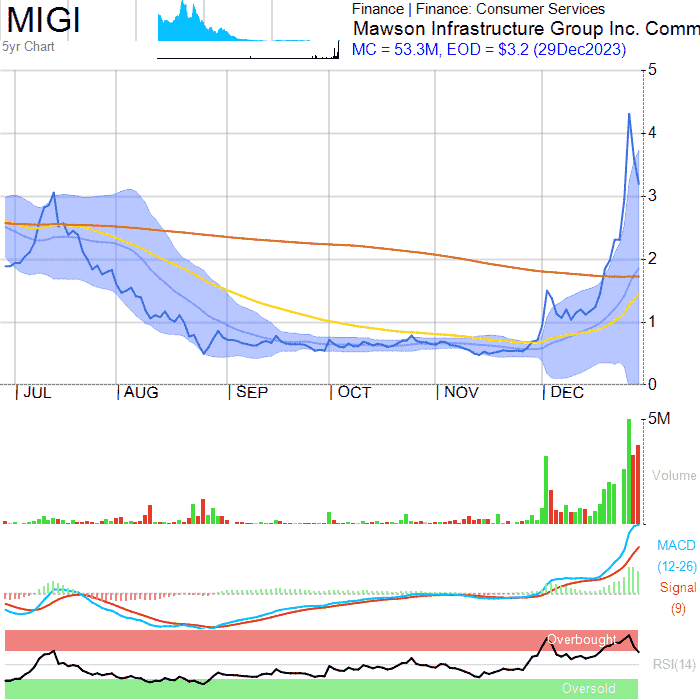 MIGI
5yr Chart
Finance | Finance: Consumer Services
Mawson Infrastructure Group Inc. Comm
MC = 53.3M, EOD = $3.2 (29Dec2023)
5
4
3
2
1
0
JUL AUG SEP OCT NOV DEC
5M
Volume
MACD
(12-26)
Signal
(9)
Overbought
RSI(14)
Oversold